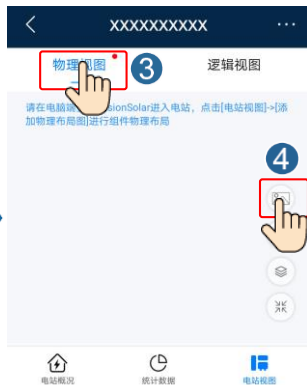 XXXXXXXXXX ...
物理视图 3 逻辑视图
请在电脑端 sionSolar进入电站，点击[电站视图]->[添
加物理布局图]进行组件物理布局
4
电站概况 统计数据 电站视图